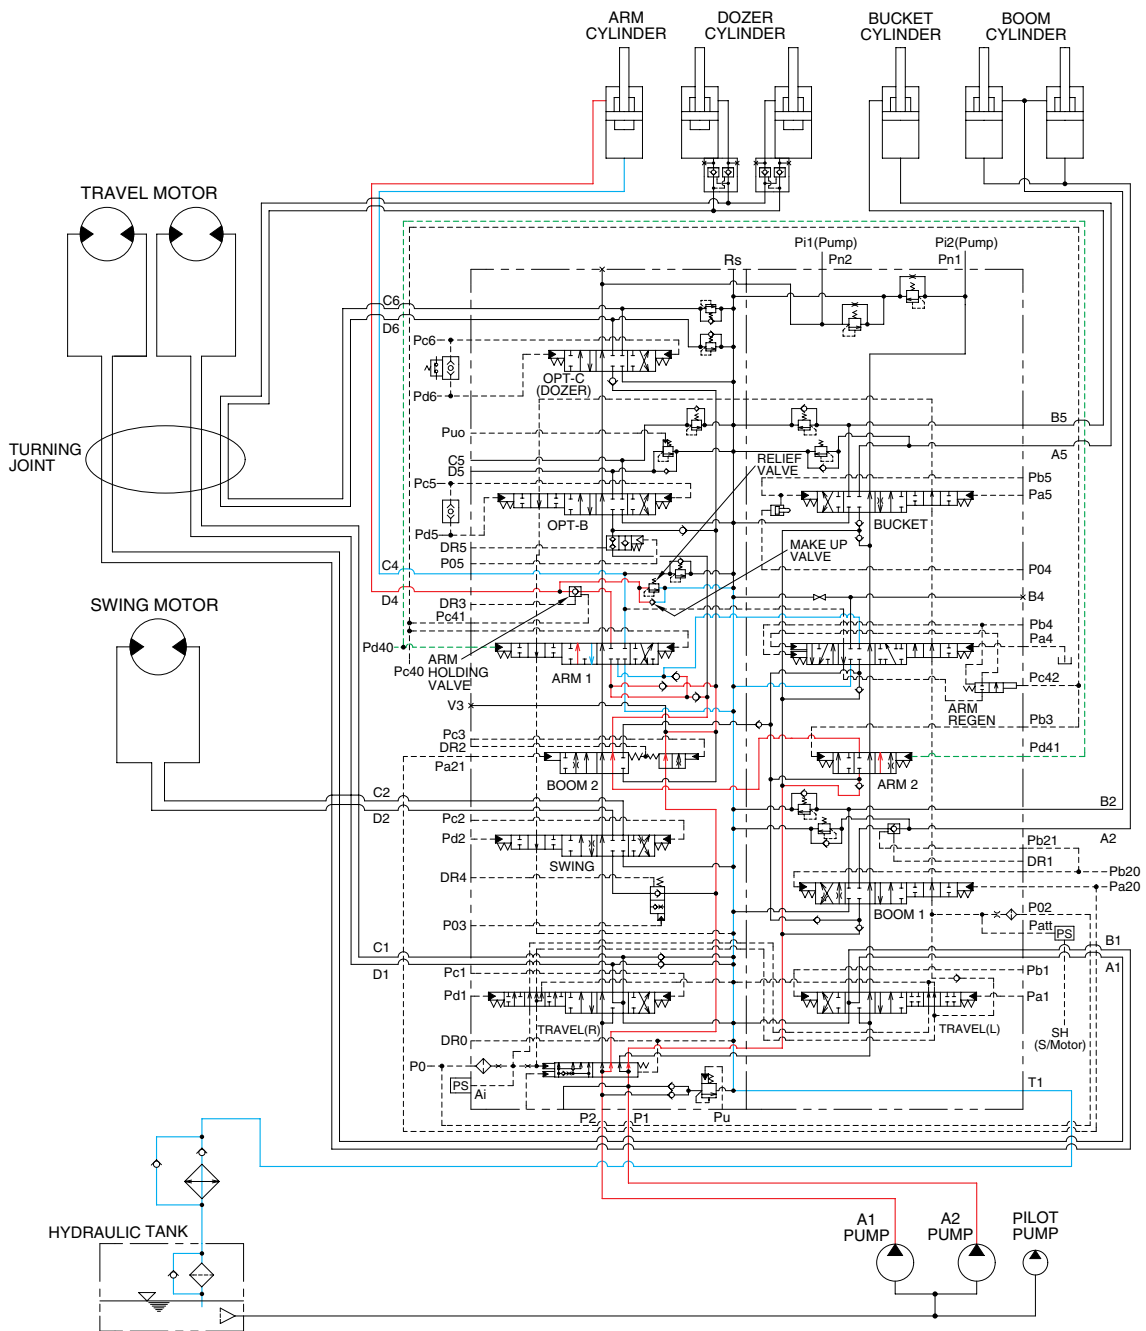 ARM
CYLINDER
DOZER
CYLINDER
BUCKET
CYLINDER
BOOM
CYLINDER
TRAVEL MOTOR
Pi1(Pump)
Pn2
Pi2(Pump)
Pn1
Rs
C6
D6
Pc6
Pd6
OPT-C
(DOZER)
Puo
C5
D5
Pc5
Pd5
OPT-B
RELIEF
VALVE
B5
A5
Pb5
Pa5
BUCKET
TURNING
JOINT
DR5
P05
MAKE UP
VALVE
P04
C4
D4
B4
SWING MOTOR
DR3
Pc41
Pb4
Pa4
Pd40
Pc40
ARM
HOLDING
VALVE
ARM 1
Pc42
ARM
REGEN
V3
Pb3
Pc3
DR2
Pa21
BOOM 2
Pd41
ARM 2
C2
D2
B2
A2
Pc2
Pd2
SWING
Pb21
DR1
Pb20
Pa20
DR4
BOOM 1
P03
P02
Patt
PS
C1
D1
B1
A1
Pc1
Pd1
Pb1
Pa1
TRAVEL(R)
TRAVEL(L)
SH
(S/Motor)
DR0
P0
PS
Ai
T1
P2
P1
Pu
HYDRAULIC TANK
A1
PUMP
A2
PUMP
PILOT
PUMP